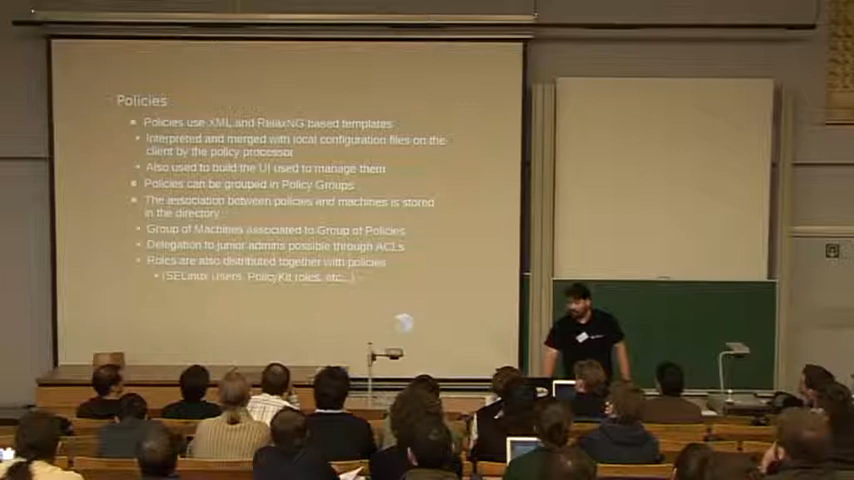 Policies
Policies use XML and RelaxNG based templates
Interpreted and merged with local configuration files on the
client by the policy processor
Also used to build the UI used to manage them
Policies can be grouped in Policy Groups
The association between policies and machines is stored
in the directory
Group of Machines associated to Group of Policies
Delegation to junior admins possible through ACLs
Roles are also distributed together with policies
(SELinux Users, PolicyKit roles, etc...)